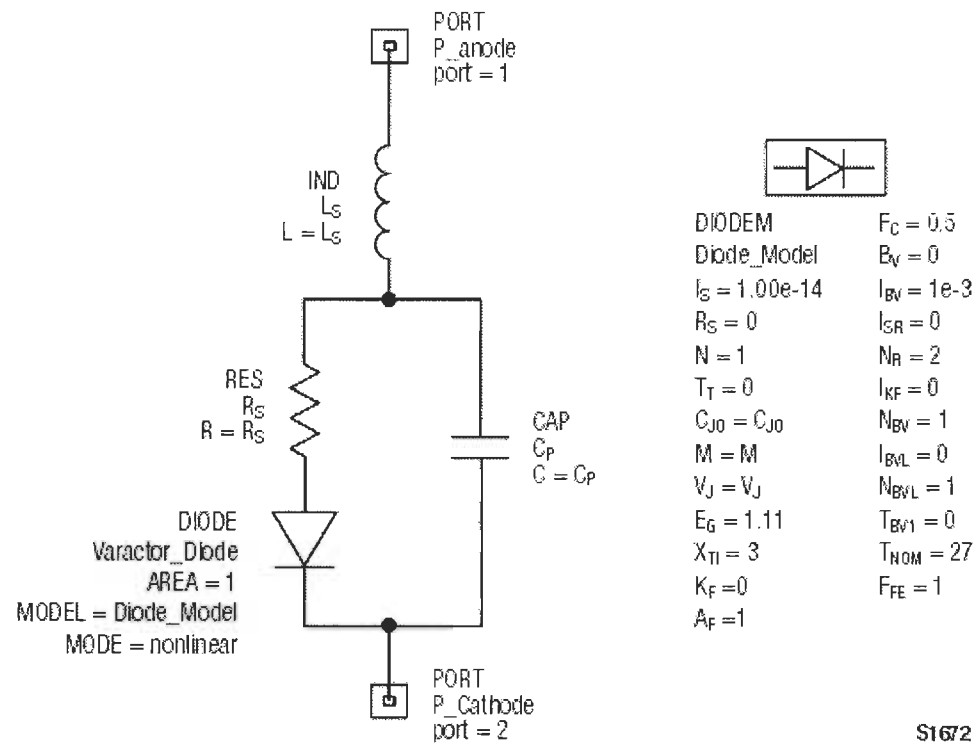 PORT
P_anode
port = 1
IND
LS
L = LS
RES
RS
R = RS
CAP
CP
C = CP
DIODE
Varactor_Diode
AREA = 1
MODEL = Diode_Model
MODE = nonlinear
PORT
P_Cathode
port = 2
DIODEM
Diode_Model
IS = 1.00e-14
RS = 0
N = 1
TT = 0
CJ0 = CJ0
M = M
VJ = VJ
EG = 1.11
XTI = 3
KF =0
AF =1
FC = 0.5
BV = 0
IBV = 1e-3
ISR = 0
NR = 2
IKF = 0
NBV = 1
IBVL = 0
NBVL = 1
TBV1 = 0
TNOM = 27
FFE = 1
S1672